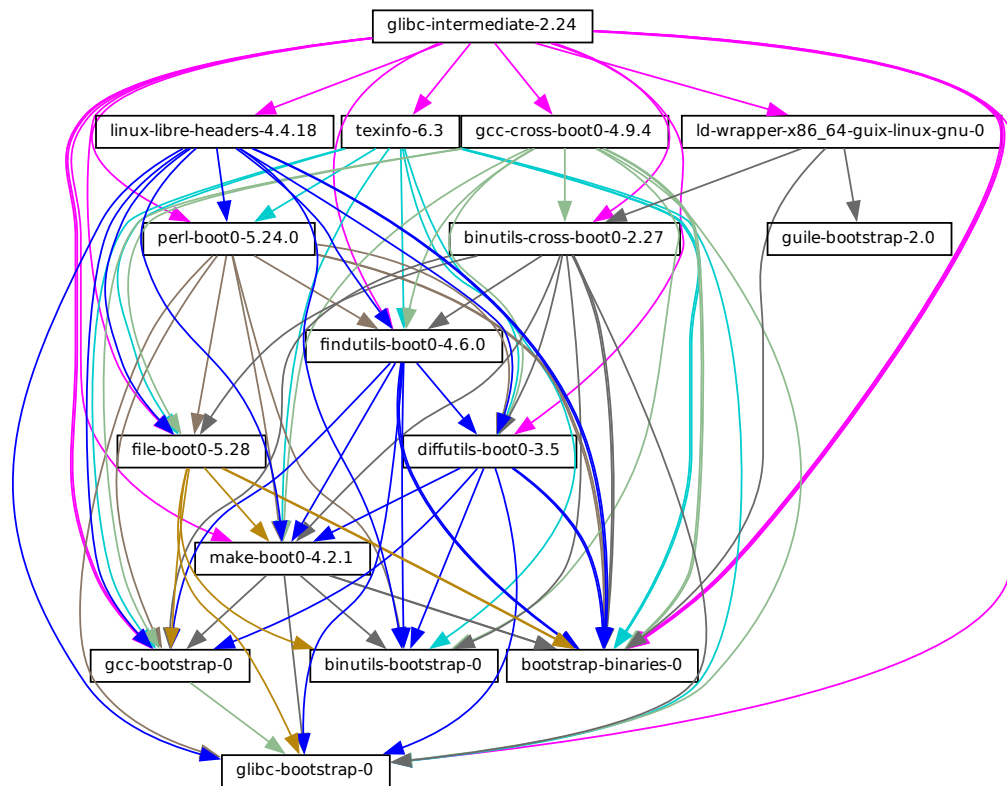 glibc-intermediate-2.24
linux-libre-headers-4.4.18
texinfo-6.3
gcc-cross-boot0-4.9.4
ld-wrapper-x86_64-guix-linux-gnu-0
perl-boot0-5.24.0
binutils-cross-boot0-2.27
guile-bootstrap-2.0
findutils-boot0-4.6.0
file-boot0-5.28
diffutils-boot0-3.5
make-boot0-4.2.1
gcc-bootstrap-0
binutils-bootstrap-0
bootstrap-binaries-0
glibc-bootstrap-0